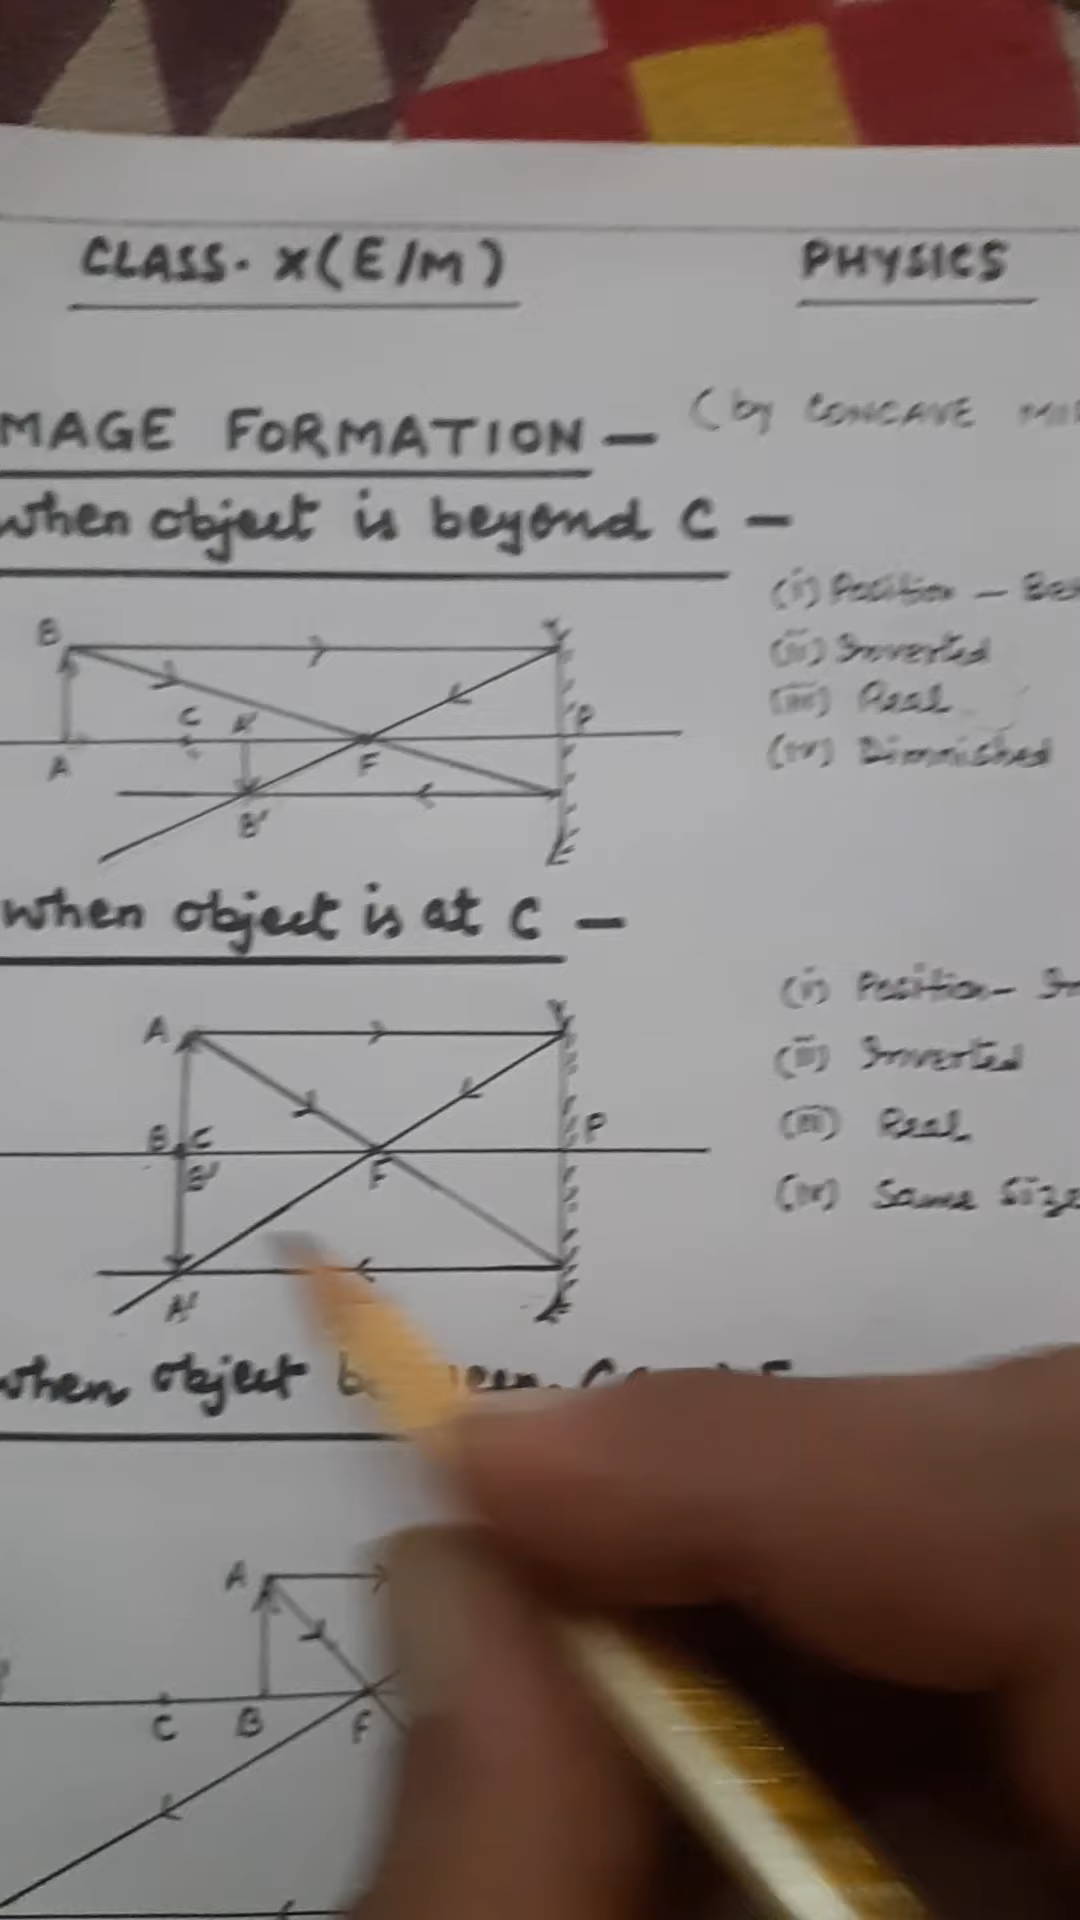 CLASS. X(E/M)
PHYSICS
MAGE FORMATION —
(by CONCAVE
when object is beyond C —
B
C A'
P
A
F
B'
(i) Position —
(ii) Inverted
(iii) Real
(iv) Diminished
when object is at C —
A
B C
P
B'
F
A'
(i) Position -
(ii) Inverted
(iii) Real
(iv) Same Size
when object
A
C B F